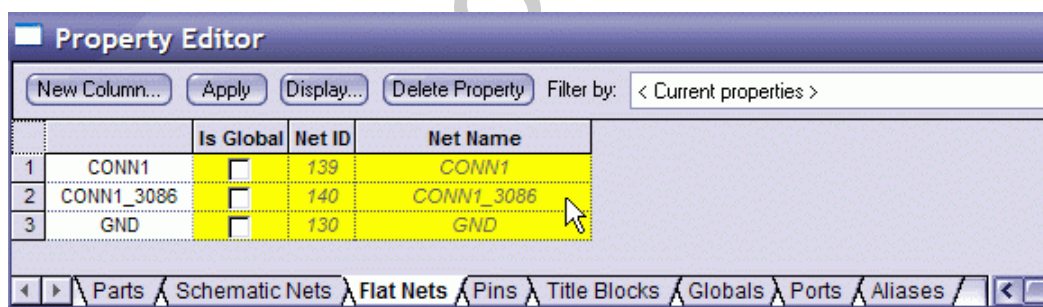 Property Editor
New Column... Apply Display... Delete Property Filter by: < Current properties >
Is Global Net ID Net Name
1 CONN1 139 CONN1
2 CONN1_3086 140 CONN1_3086
3 GND 130 GND
Parts Schematic Nets Flat Nets Pins Title Blocks Globals Ports Aliases